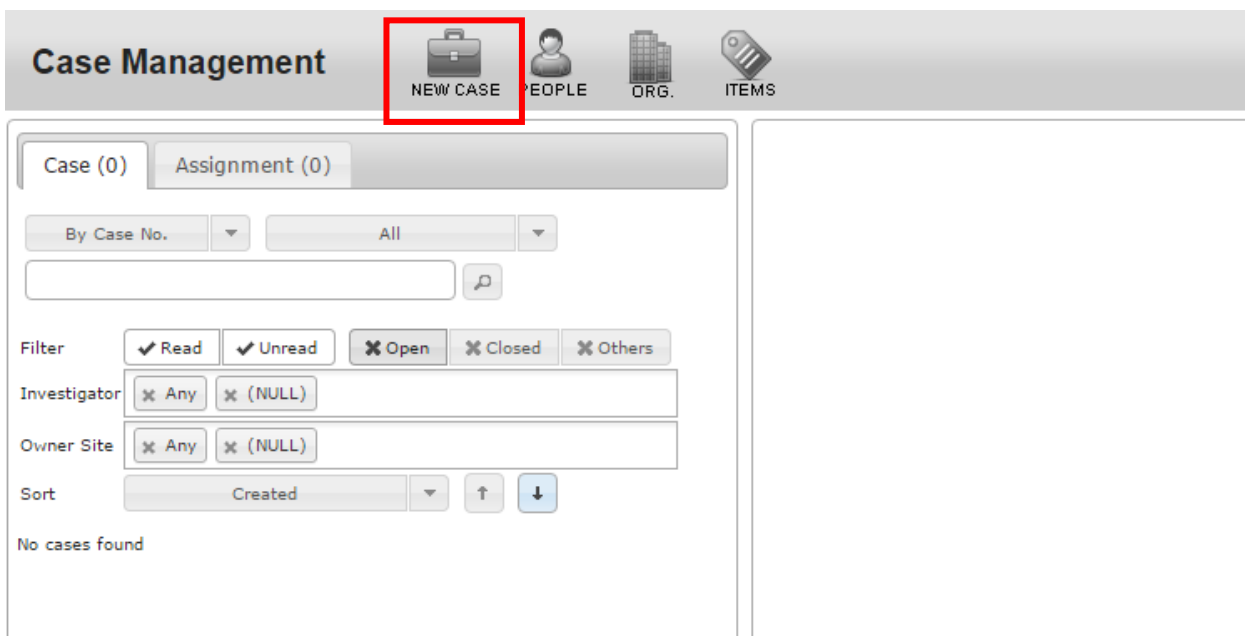 Case Management
NEW CASE PEOPLE ORG. ITEMS
Case (0) Assignment (0)
By Case No. All
Filter Read Unread Open Closed Others
Investigator Any (NULL)
Owner Site Any (NULL)
Sort Created
No cases found